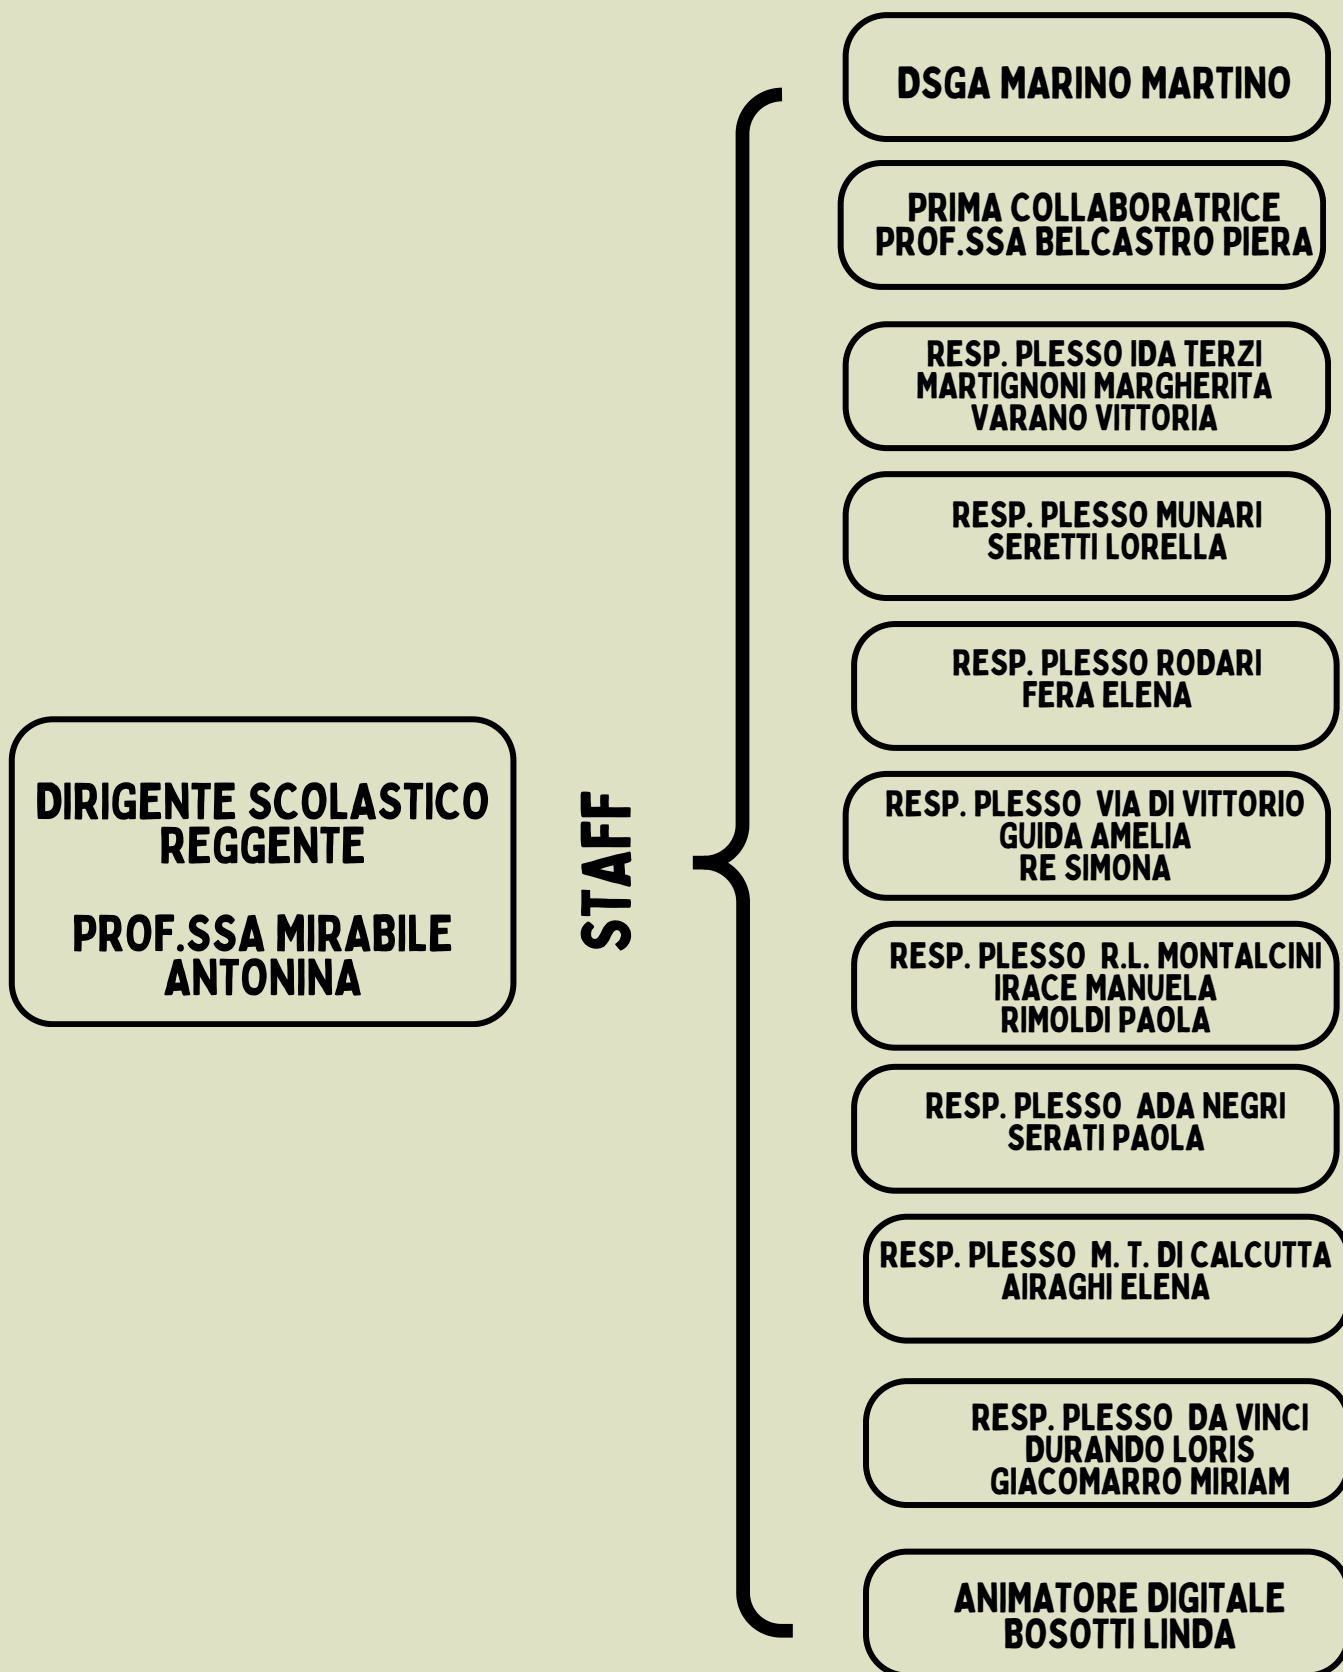 DIRIGENTE SCOLASTICO
REGGENTE
PROF.SSA MIRABILE
ANTONINA
STAFF
DSGA MARINO MARTINO
PRIMA COLLABORATRICE
PROF.SSA BELCASTRO PIERA
RESP. PLESSO IDA TERZI
MARTIGNONI MARGHERITA
VARANO VITTORIA
RESP. PLESSO MUNARI
SERETTI LORELLA
RESP. PLESSO RODARI
FERA ELENA
RESP. PLESSO VIA DI VITTORIO
GUIDA AMELIA
RE SIMONA
RESP. PLESSO R.L. MONTALCINI
IRACE MANUELA
RIMOLDI PAOLA
RESP. PLESSO ADA NEGRI
SERATI PAOLA
RESP. PLESSO M. T. DI CALCUTTA
AIRAGHI ELENA
RESP. PLESSO DA VINCI
DURANDO LORIS
GIACOMARRO MIRIAM
ANIMATORE DIGITALE
BOSOTTI LINDA